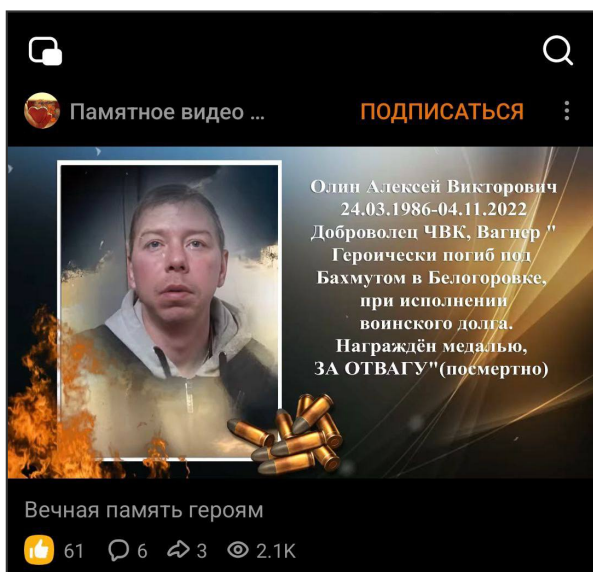 Памятное видео ...
ПОДПИСАТЬСЯ
Олин Алексей Викторович
24.03.1986-04.11.2022
Доброволец ЧВК, Вагнер "
Героически погиб под
Бахмутом в Белогоровке,
при исполнении
воинского долга.
Награждён медалью,
ЗА ОТВАГУ"(посмертно)
Вечная память героям
61 6 3 2.1K